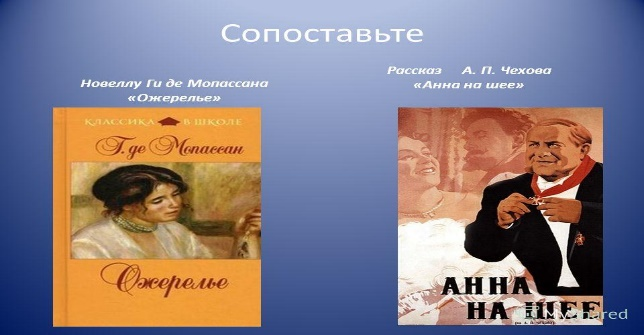 Сопоставьте
Новеллу Ги де Мопассана
«Ожерелье»
Рассказ А. П. Чехова
«Анна на шее»
КЛАССИКА В ШКОЛЕ
Г. де Мопассан
Ожерелье
АННА
НА ШЕЕ
MyShared